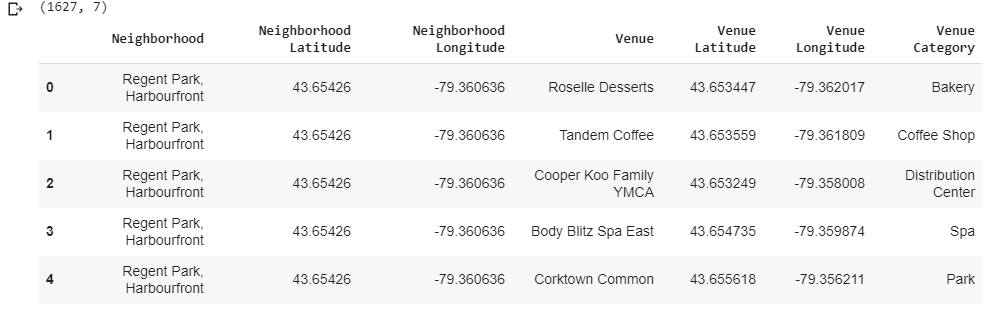 (1627, 7)
Neighborhood Neighborhood Latitude Neighborhood Longitude Venue Venue Latitude Venue Longitude Venue Category
0 Regent Park, Harbourfront 43.65426 -79.360636 Roselle Desserts 43.653447 -79.362017 Bakery
1 Regent Park, Harbourfront 43.65426 -79.360636 Tandem Coffee 43.653559 -79.361809 Coffee Shop
2 Regent Park, Harbourfront 43.65426 -79.360636 Cooper Koo Family YMCA 43.653249 -79.358008 Distribution Center
3 Regent Park, Harbourfront 43.65426 -79.360636 Body Blitz Spa East 43.654735 -79.359874 Spa
4 Regent Park, Harbourfront 43.65426 -79.360636 Corktown Common 43.655618 -79.356211 Park